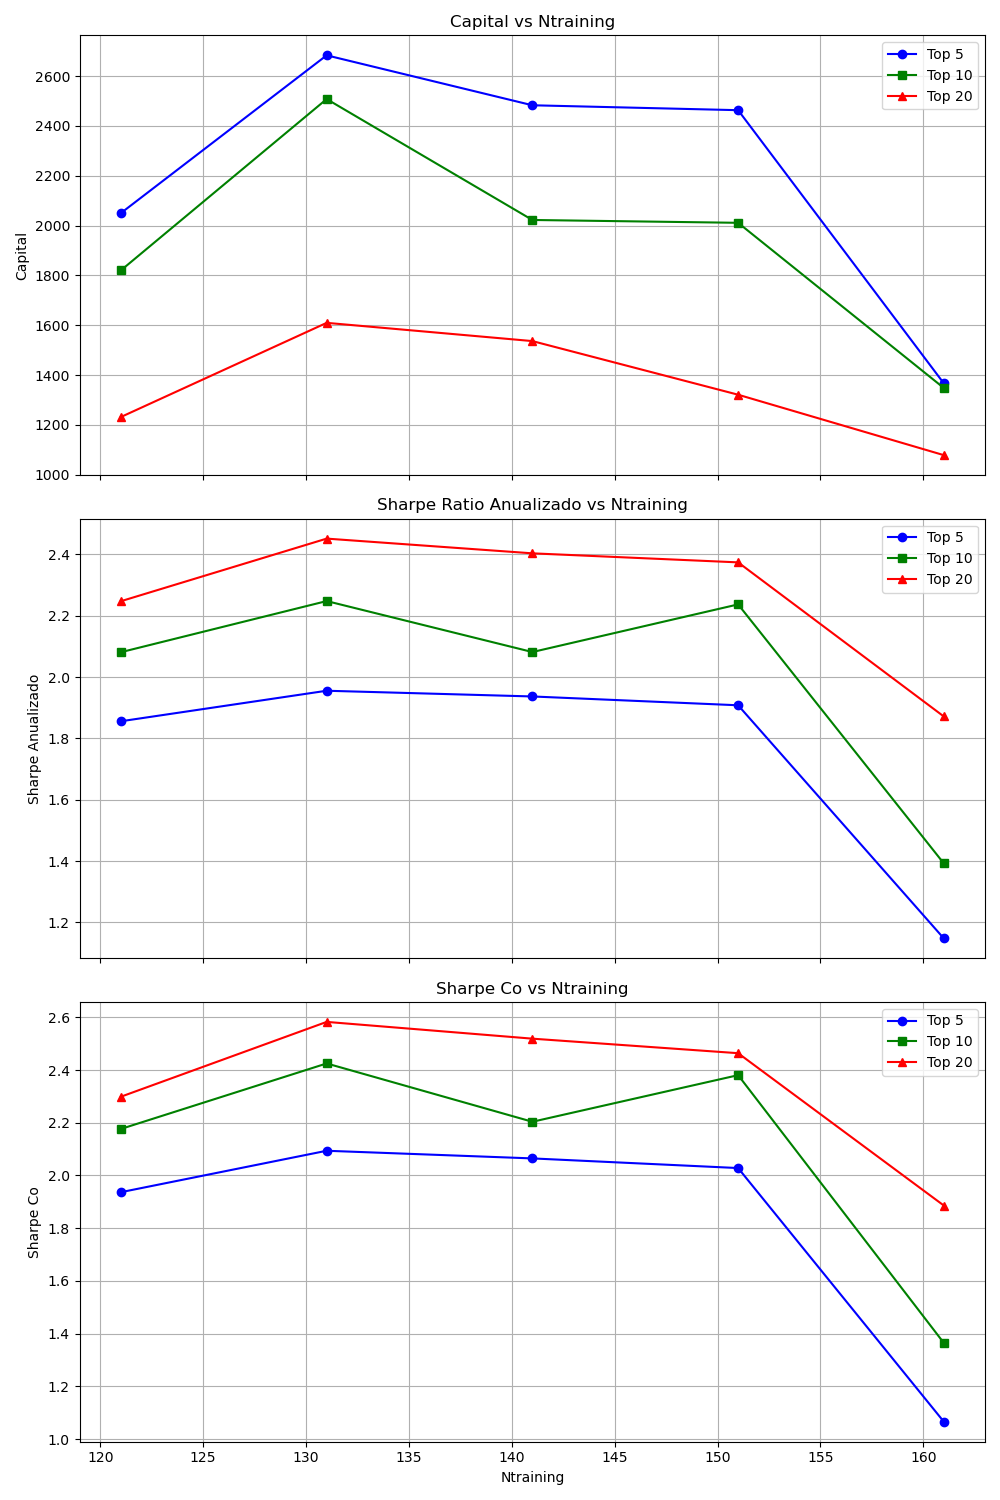 Capital vs Ntraining
Capital
2600
2400
2200
2000
1800
1600
1400
1200
1000
Top 5
Top 10
Top 20
Sharpe Ratio Anualizado vs Ntraining
Sharpe Anualizado
2.4
2.2
2.0
1.8
1.6
1.4
1.2
Top 5
Top 10
Top 20
Sharpe Co vs Ntraining
Sharpe Co
2.6
2.4
2.2
2.0
1.8
1.6
1.4
1.2
1.0
Top 5
Top 10
Top 20
120 125 130 135 140 145 150 155 160
Ntraining